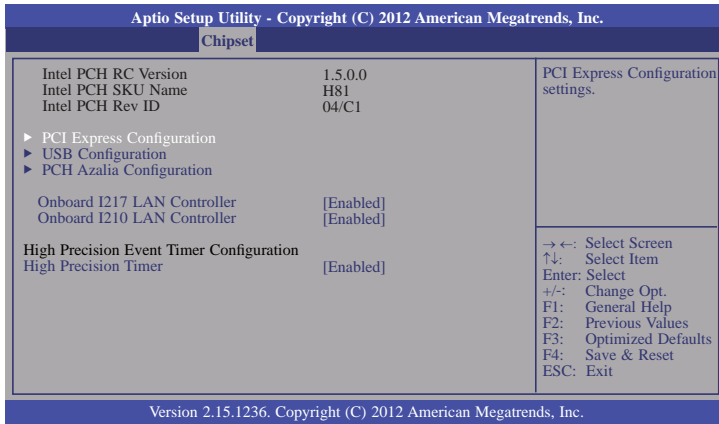 Aptio Setup Utility - Copyright (C) 2012 American Megatrends, Inc.
Chipset
Intel PCH RC Version 1.5.0.0
Intel PCH SKU Name H81
Intel PCH Rev ID 04/C1
▶ PCI Express Configuration
▶ USB Configuration
▶ PCH Azalia Configuration
Onboard I217 LAN Controller [Enabled]
Onboard I210 LAN Controller [Enabled]
High Precision Event Timer Configuration
High Precision Timer [Enabled]
PCI Express Configuration
settings.
→ ←: Select Screen
↑↓: Select Item
Enter: Select
+/-: Change Opt.
F1: General Help
F2: Previous Values
F3: Optimized Defaults
F4: Save & Reset
ESC: Exit
Version 2.15.1236. Copyright (C) 2012 American Megatrends, Inc.